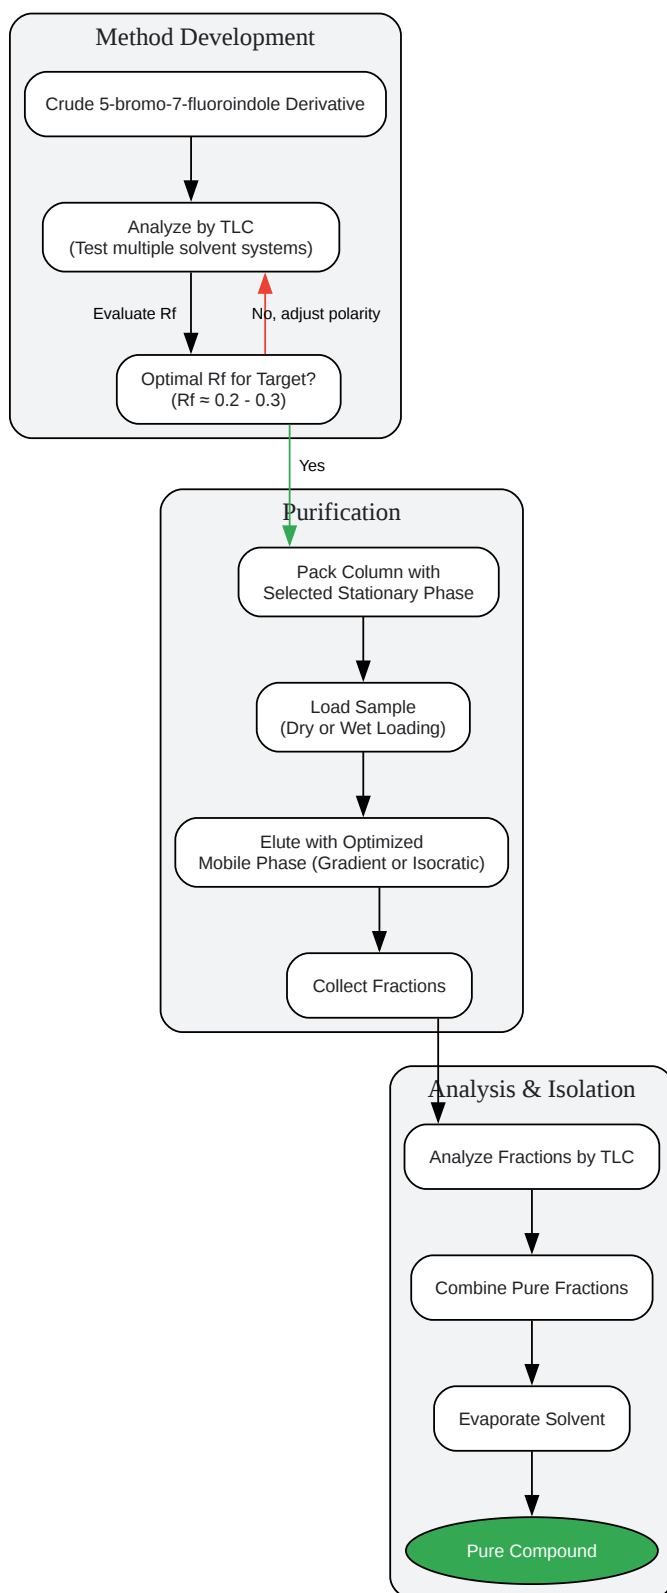 Method Development
Crude 5-bromo-7-fluoroindole Derivative
Analyze by TLC
(Test multiple solvent systems)
Evaluate Rf
No, adjust polarity
Optimal Rf for Target?
(Rf ≈ 0.2 - 0.3)
Yes
Purification
Pack Column with
Selected Stationary Phase
Load Sample
(Dry or Wet Loading)
Elute with Optimized
Mobile Phase (Gradient or Isocratic)
Collect Fractions
Analysis & Isolation
Analyze Fractions by TLC
Combine Pure Fractions
Evaporate Solvent
Pure Compound